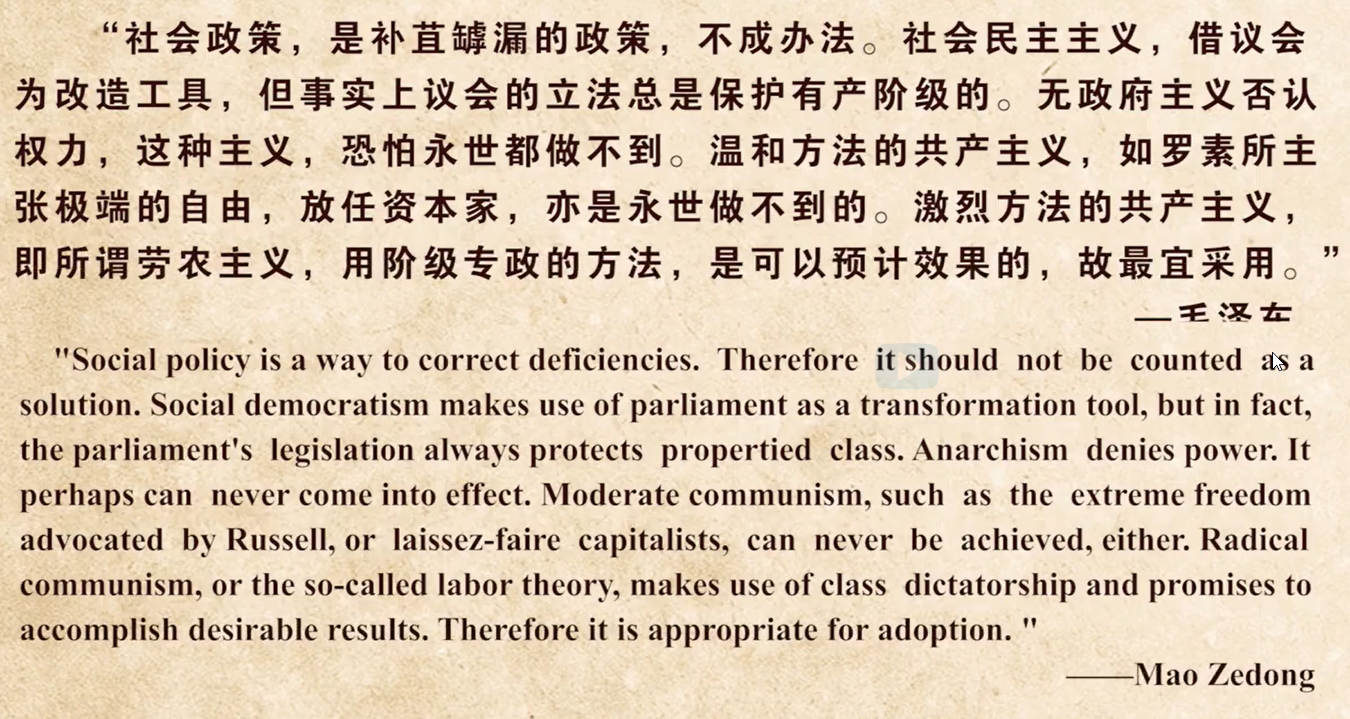 “社会政策，是补苴罅漏的政策，不成办法。社会民主主义，借议会
为改造工具，但事实上议会的立法总是保护有产阶级的。无政府主义否认
权力，这种主义，恐怕永世都做不到。温和方法的共产主义，如罗素所主
张极端的自由，放任资本家，亦是永世做不到的。激烈方法的共产主义，
即所谓劳农主义，用阶级专政的方法，是可以预计效果的，故最宜采用。”
—毛泽东
"Social policy is a way to correct deficiencies. Therefore it should not be counted as a
solution. Social democratism makes use of parliament as a transformation tool, but in fact,
the parliament's legislation always protects propertied class. Anarchism denies power. It
perhaps can never come into effect. Moderate communism, such as the extreme freedom
advocated by Russell, or laissez-faire capitalists, can never be achieved, either. Radical
communism, or the so-called labor theory, makes use of class dictatorship and promises to
accomplish desirable results. Therefore it is appropriate for adoption. "
——Mao Zedong